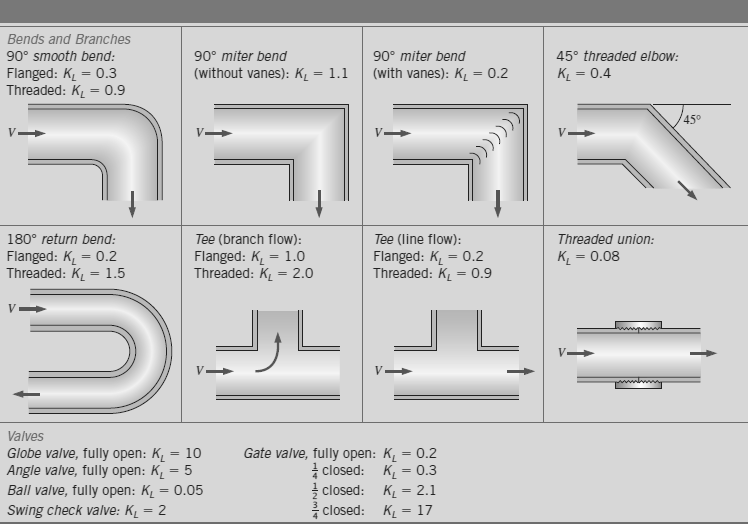 Bends and Branches
90° smooth bend:
Flanged: K_L = 0.3
Threaded: K_L = 0.9
V
90° miter bend
(without vanes): K_L = 1.1
V
90° miter bend
(with vanes): K_L = 0.2
V
45° threaded elbow:
K_L = 0.4
V
45°
180° return bend:
Flanged: K_L = 0.2
Threaded: K_L = 1.5
V
Tee (branch flow):
Flanged: K_L = 1.0
Threaded: K_L = 2.0
V
Tee (line flow):
Flanged: K_L = 0.2
Threaded: K_L = 0.9
V
Threaded union:
K_L = 0.08
V
Valves
Globe valve, fully open: K_L = 10
Angle valve, fully open: K_L = 5
Ball valve, fully open: K_L = 0.05
Swing check valve: K_L = 2
Gate valve, fully open: K_L = 0.2
1/4 closed: K_L = 0.3
1/2 closed: K_L = 2.1
3/4 closed: K_L = 17